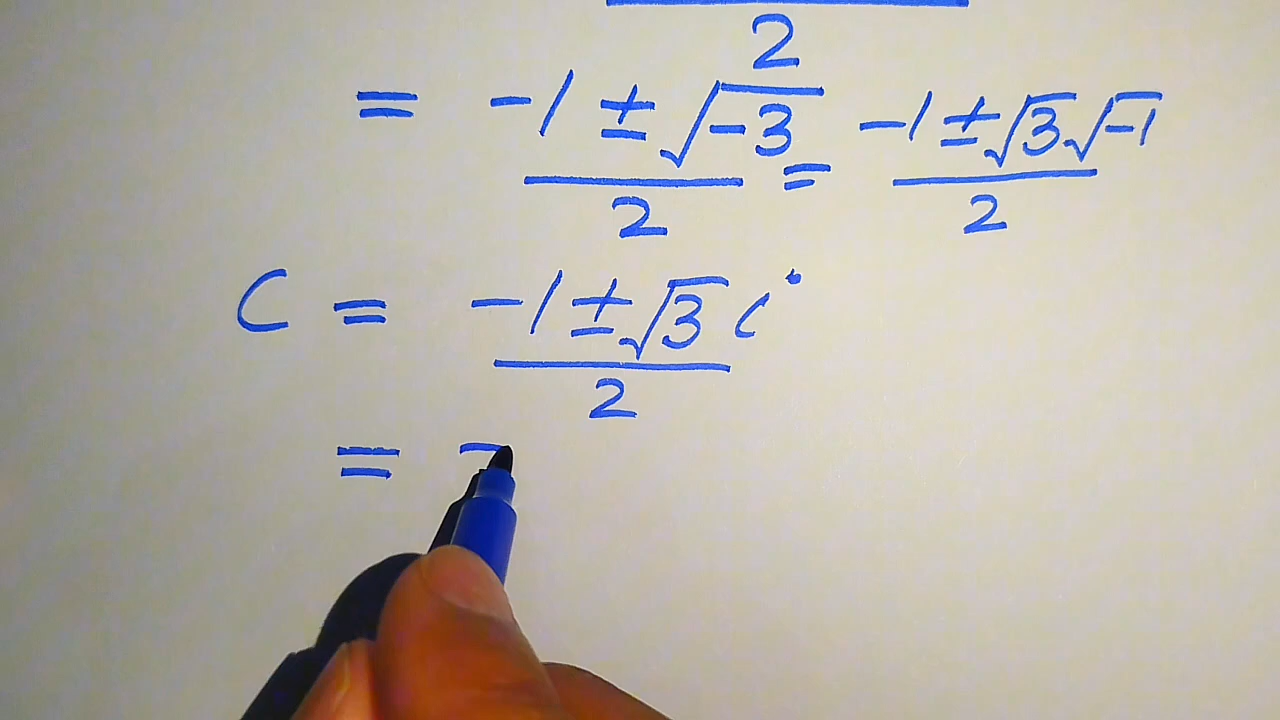 2
= -1 ± √-3 / 2 = -1 ± √3 √-1 / 2
C = -1 ± √3 i / 2
= -